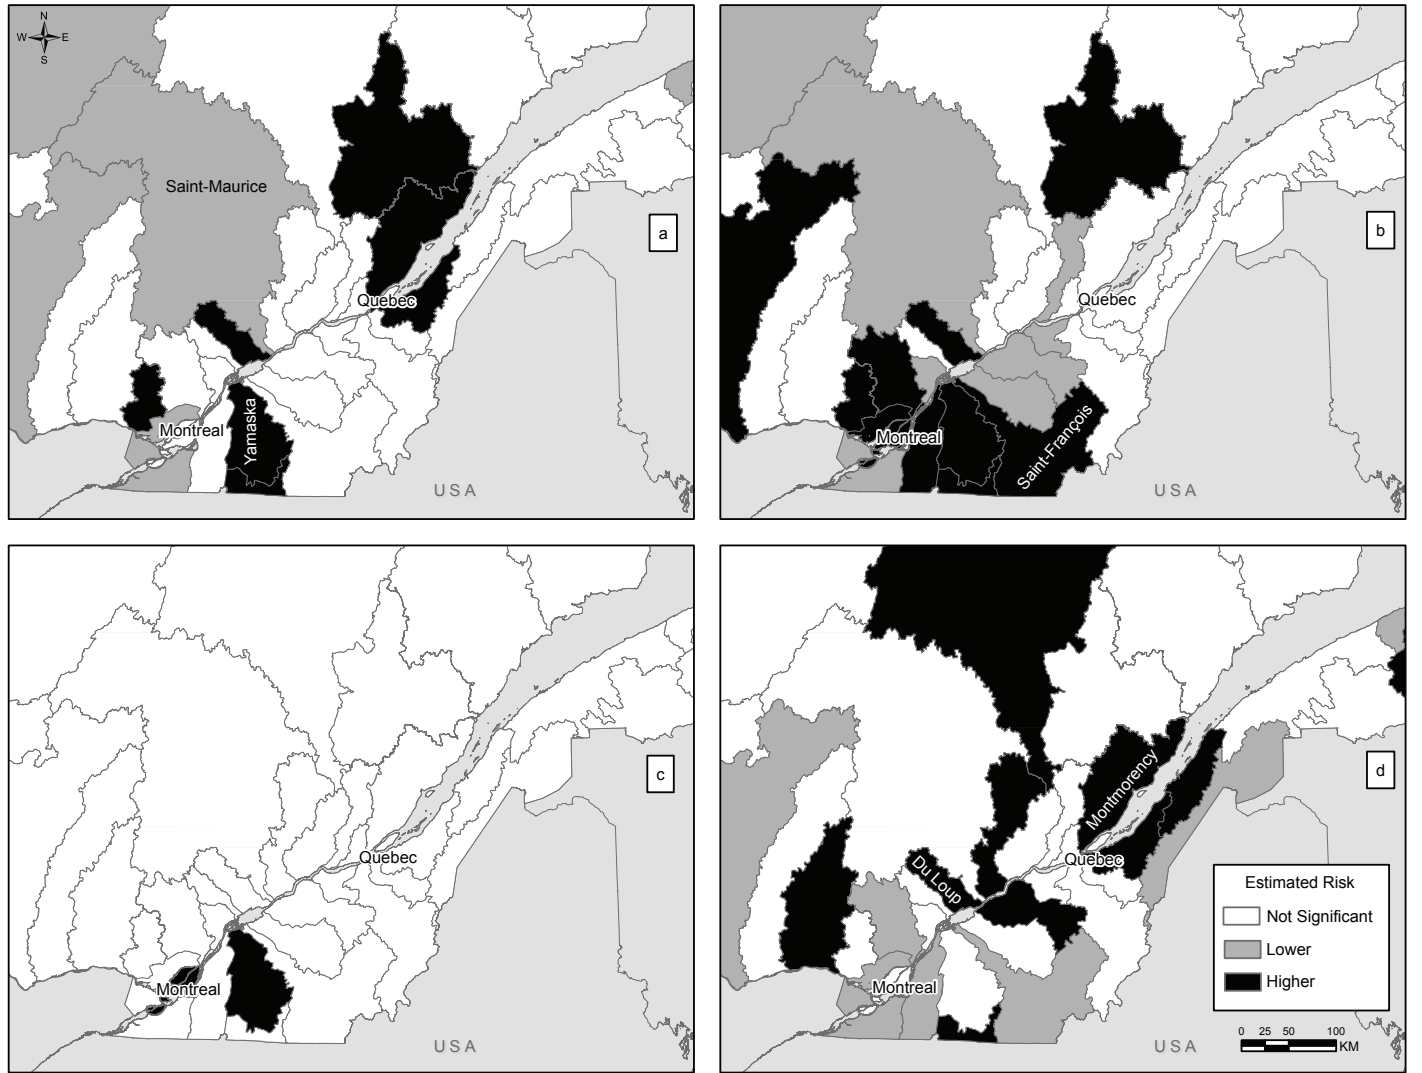 N
W E
S
Saint-Maurice
a
Quebec
Montreal
Yamaska
USA
b
Quebec
Montreal
Saint-François
USA
c
Quebec
Montreal
USA
d
Montmorency
Quebec
Du Loup
Montreal
USA
Estimated Risk
Not Significant
Lower
Higher
0 25 50 100
KM